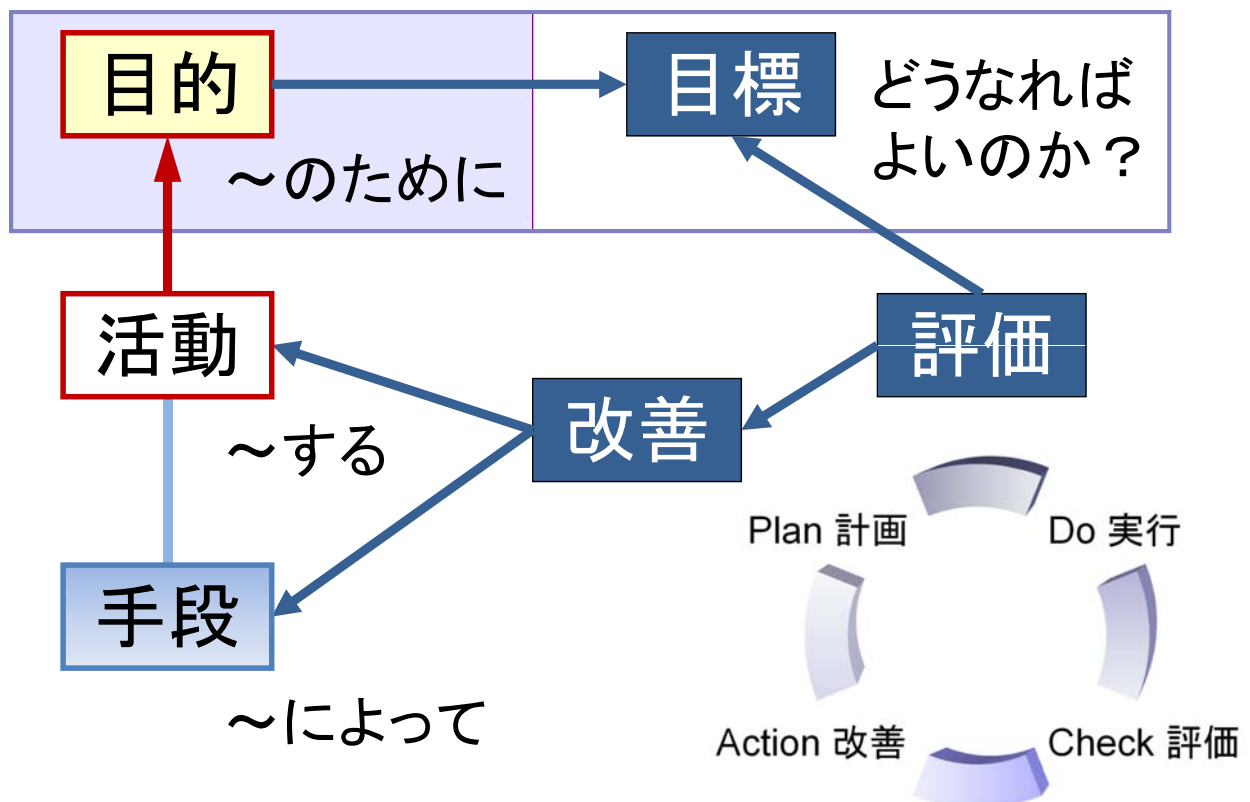 目的
目標
どうなれば
よいのか？
～のために
活動
評価
改善
～する
手段
～によって
Plan 計画
Do 実行
Action 改善
Check 評価